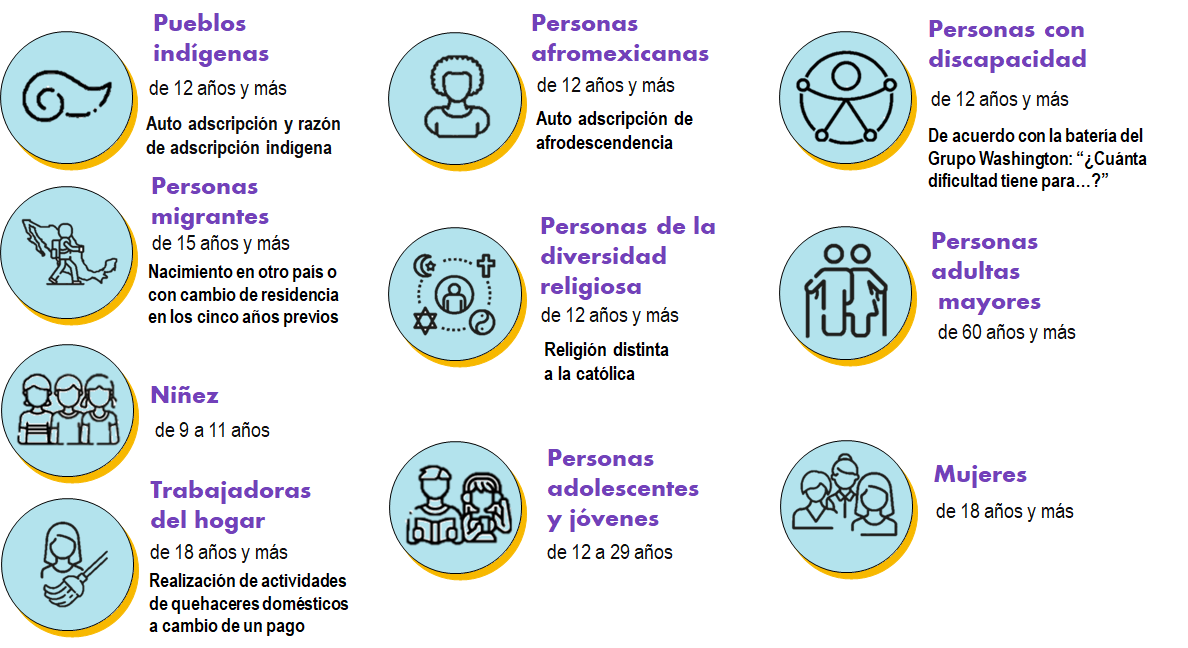 Pueblos
indígenas
de 12 años y más
Auto adscripción y razón
de adscripción indígena
Personas
migrantes
de 15 años y más
Nacimiento en otro país o
con cambio de residencia
en los cinco años previos
Niñez
de 9 a 11 años
Trabajadoras
del hogar
de 18 años y más
Realización de actividades
de quehaceres domésticos
a cambio de un pago
Personas
afromexicanas
de 12 años y más
Auto adscripción de
afrodescendencia
Personas de la
diversidad
religiosa
de 12 años y más
Religión distinta
a la católica
Personas
adolescentes
y jóvenes
de 12 a 29 años
Personas con
discapacidad
de 12 años y más
De acuerdo con la batería del
Grupo Washington: “¿Cuánta
dificultad tiene para...?”
Personas
adultas
mayores
de 60 años y más
Mujeres
de 18 años y más